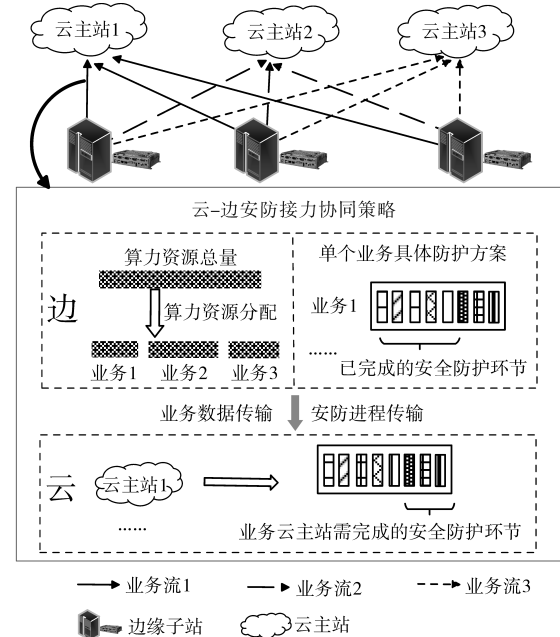 云主站1 云主站2 云主站3
云-边安防接力协同策略
算力资源总量
单个业务具体防护方案
边
算力资源分配
业务1
业务1 业务2 业务3
……
已完成的安全防护环节
业务数据传输 安防进程传输
云
云主站1
……
业务云主站需完成的安全防护环节
业务流1 业务流2 业务流3
边缘子站 云主站